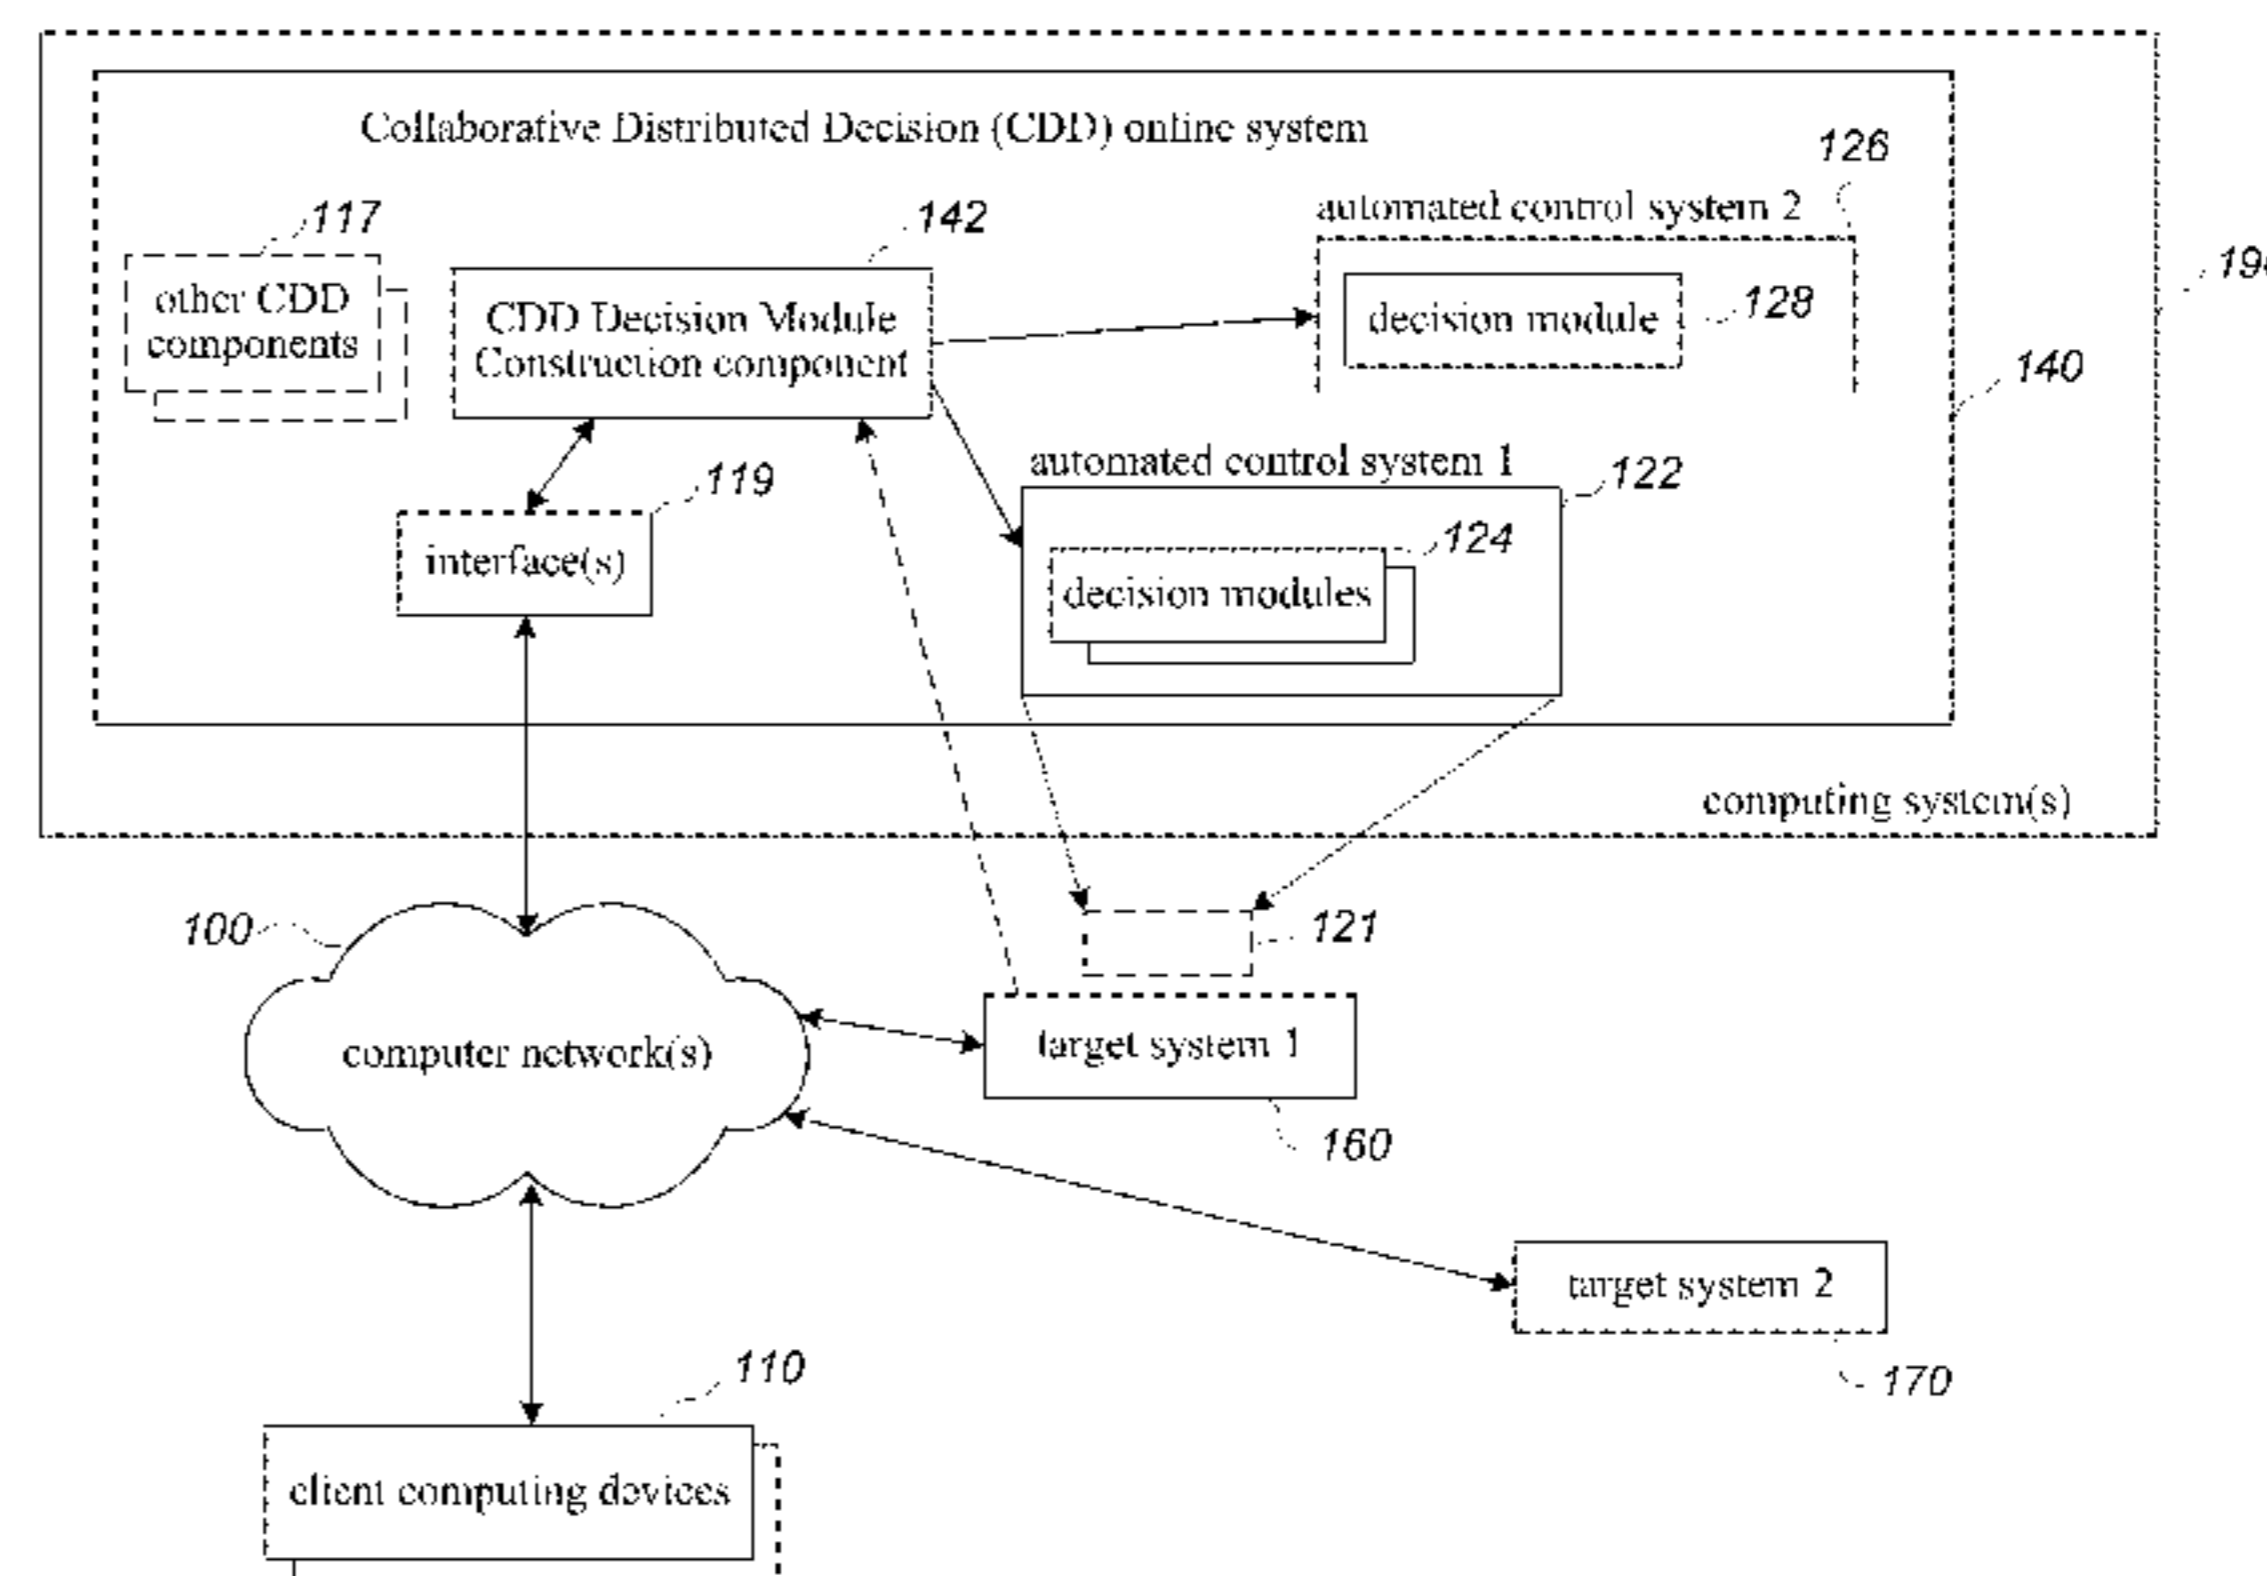 Collaborative Distributed Decision (CDD) online system
126
117
142
automated control system 2
other CDD
components
CDD Decision Module
Construction component
decision module
128
140
automated control system 1
119
122
interface(s)
124
decision modules
computing system(s)
100
121
computer network(s)
target system 1
160
target system 2
110
170
client computing devices